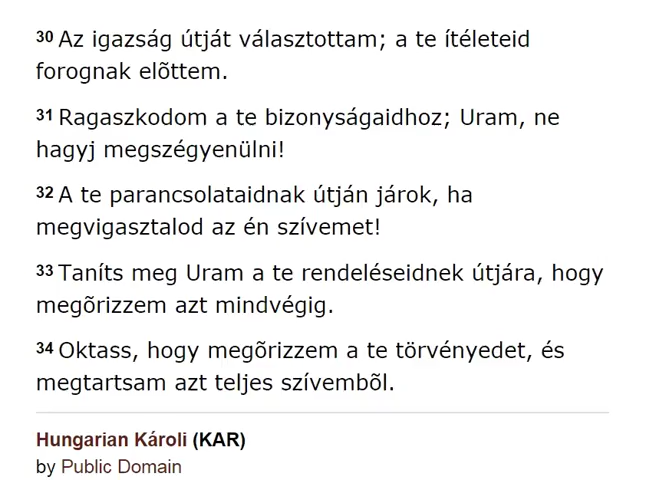 30 Az igazság útját választottam; a te ítéleteid
forognak elõttem.
31 Ragaszkodom a te bizonyságaidhoz; Uram, ne
hagyj megszégyenülni!
32 A te parancsolataidnak útján járok, ha
megvigasztalod az én szívemet!
33 Taníts meg Uram a te rendeléseidnek útjára, hogy
megõrizzem azt mindvégig.
34 Oktass, hogy megõrizzem a te törvényedet, és
megtartsam azt teljes szívembõl.
Hungarian Károli (KAR)
by Public Domain